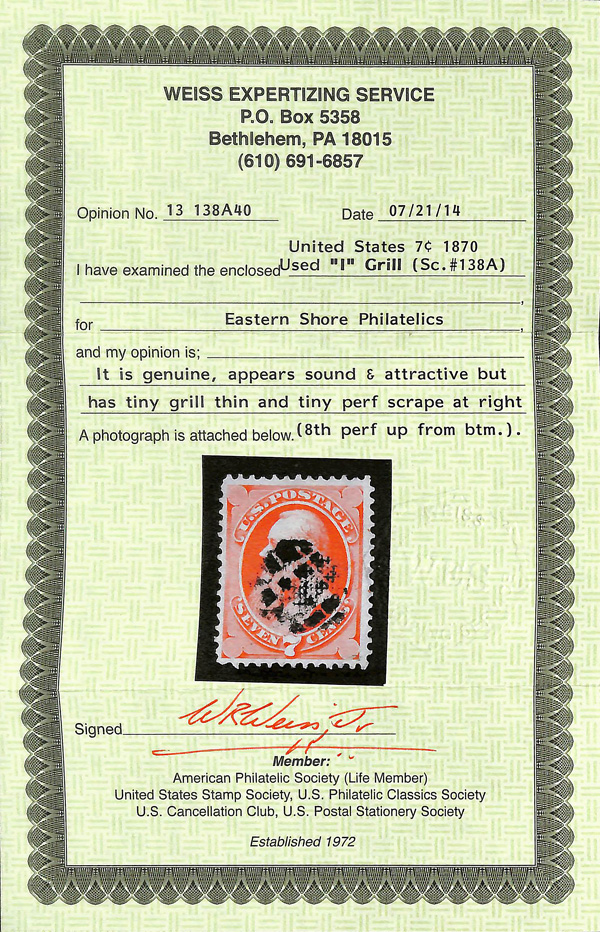 WEISS EXPERTIZING SERVICE
P.O. Box 5358
Bethlehem, PA 18015
(610) 691-6857
Opinion No. 13 138A40 Date 07/21/14
United States 7¢ 1870
I have examined the enclosed Used "I" Grill (Sc.#138A)
for Eastern Shore Philatelics,
and my opinion is;
It is genuine, appears sound & attractive but
has tiny grill thin and tiny perf scrape at right
A photograph is attached below. (8th perf up from btm.).
U.S. POSTAGE
SEVEN 7 CENTS
Signed W R Weiss, Jr
Member:
American Philatelic Society (Life Member)
United States Stamp Society, U.S. Philatelic Classics Society
U.S. Cancellation Club, U.S. Postal Stationery Society
Established 1972